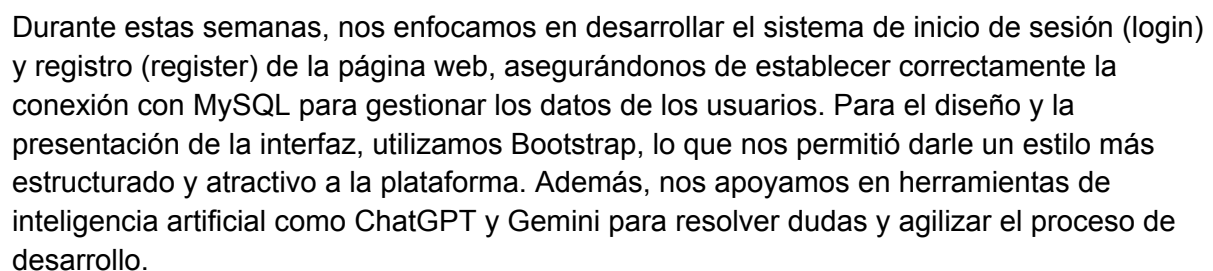 Durante estas semanas, nos enfocamos en desarrollar el sistema de inicio de sesión (login)
y registro (register) de la página web, asegurándonos de establecer correctamente la
conexión con MySQL para gestionar los datos de los usuarios. Para el diseño y la
presentación de la interfaz, utilizamos Bootstrap, lo que nos permitió darle un estilo más
estructurado y atractivo a la plataforma. Además, nos apoyamos en herramientas de
inteligencia artificial como ChatGPT y Gemini para resolver dudas y agilizar el proceso de
desarrollo.